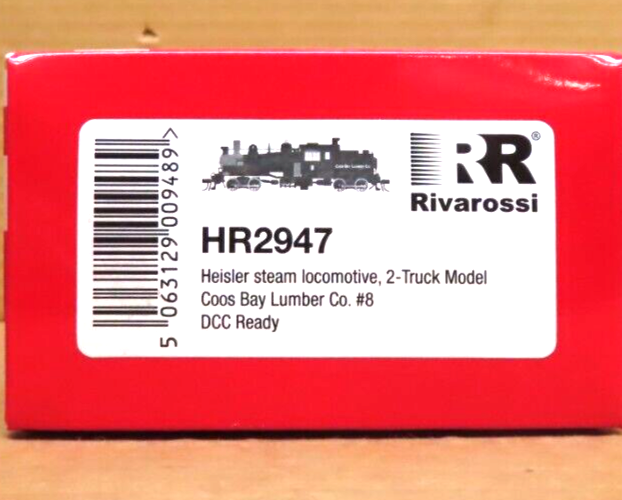 5 063129 009489 >
RR®
Rivarossi
HR2947
Heisler steam locomotive, 2-Truck Model
Coos Bay Lumber Co. #8
DCC Ready